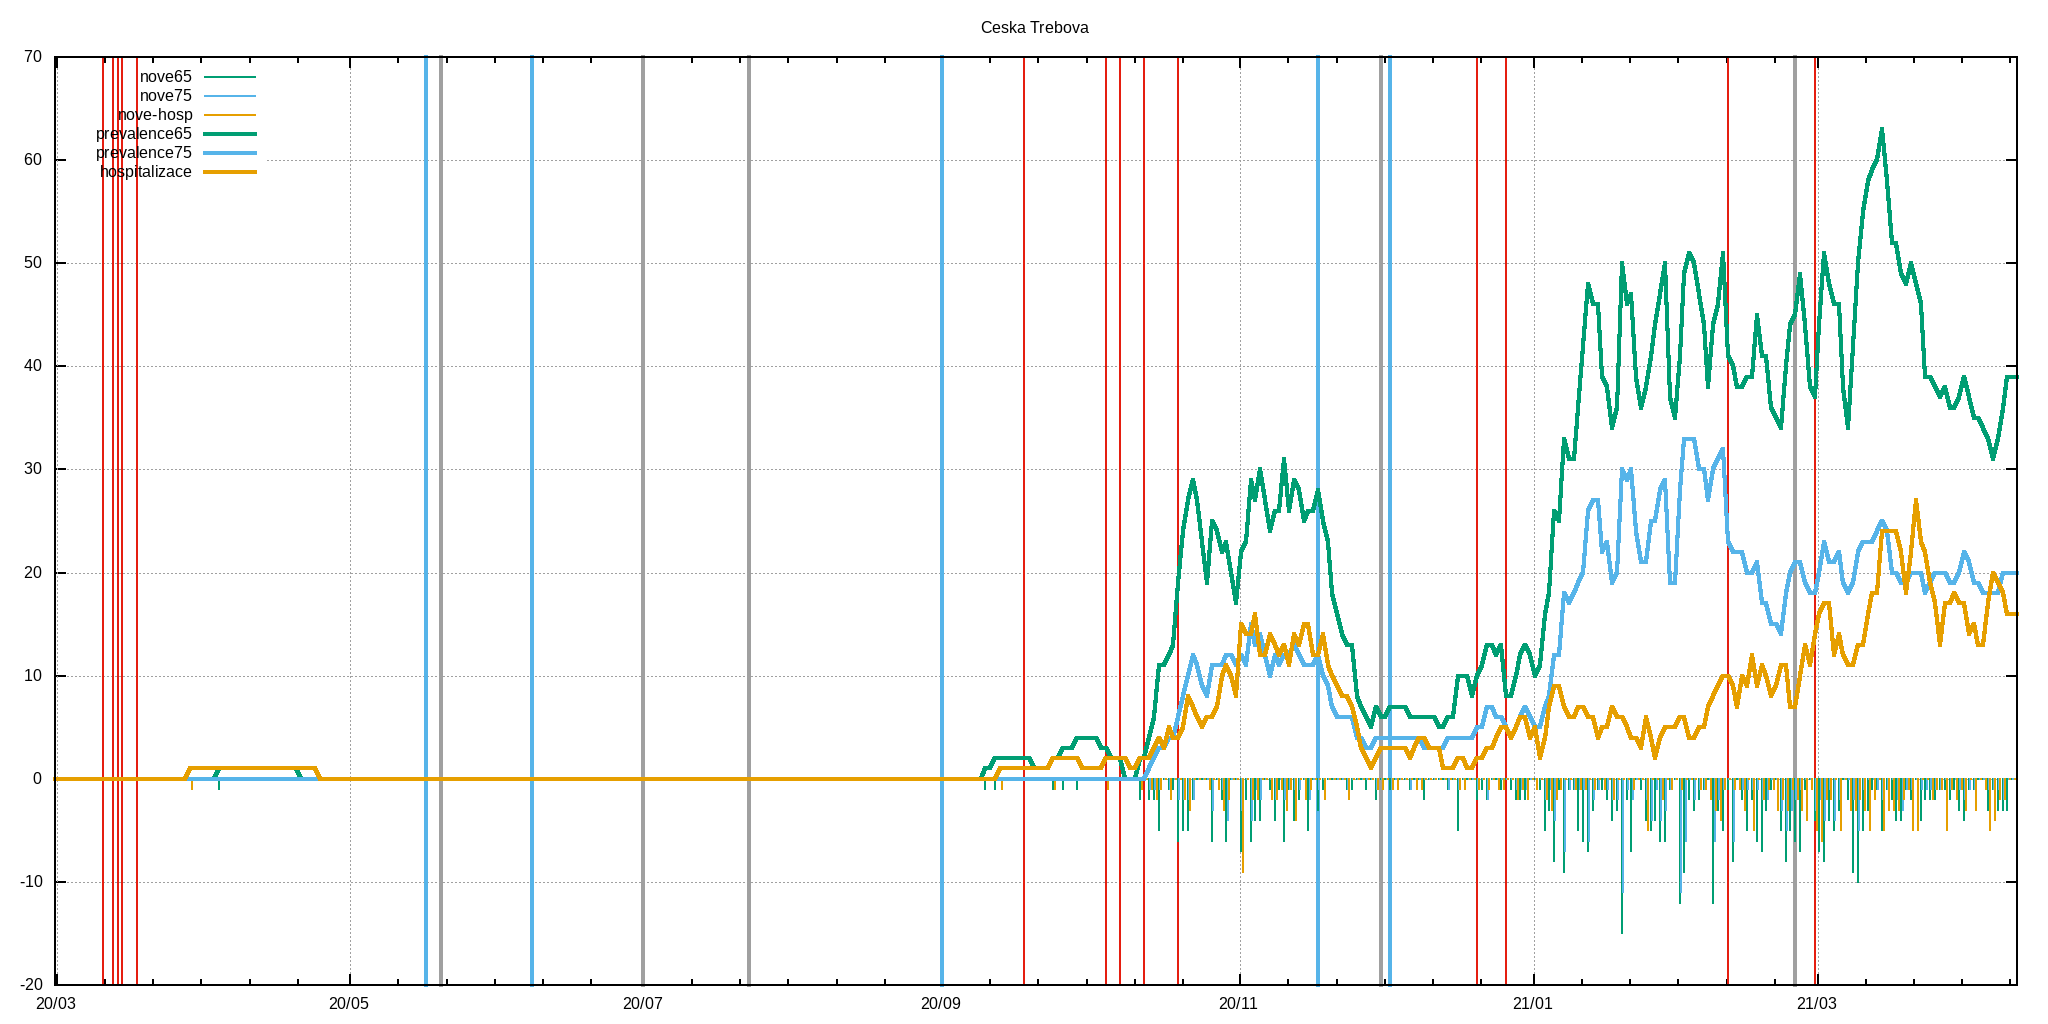 Ceska Trebova
70
60
50
40
30
20
10
0
-10
-20
nove65
nove75
nove-hosp
prevalence65
prevalence75
hospitalizace
20/03 20/05 20/07 20/09 20/11 21/01 21/03